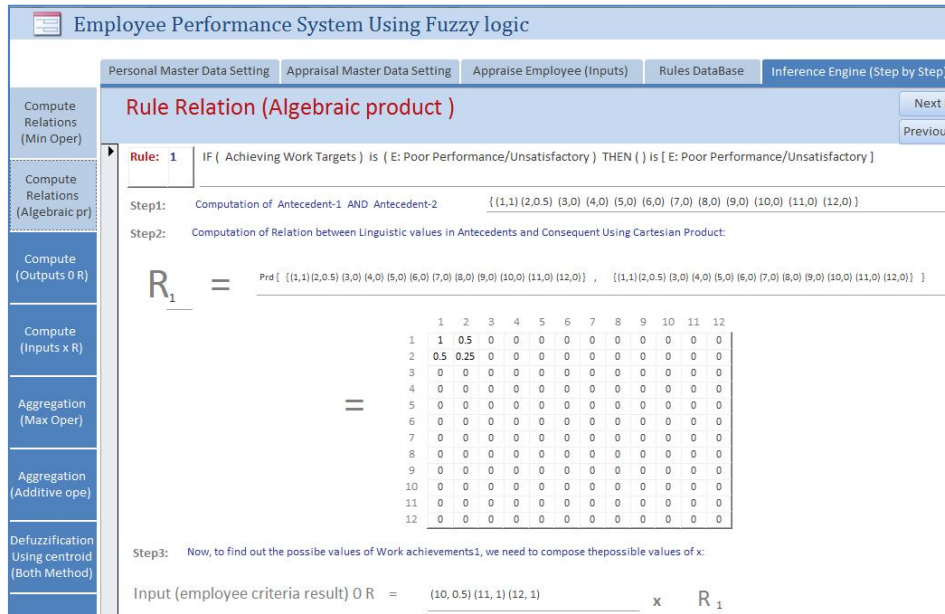 Employee Performance System Using Fuzzy logic
Personal Master Data Setting Appraisal Master Data Setting Appraise Employee (Inputs) Rules DataBase Inference Engine (Step by Step)
Compute
Relations
(Min Oper)
Compute
Relations
(Algebraic pr)
Compute
(Outputs 0 R)
Compute
(Inputs x R)
Aggregation
(Max Oper)
Aggregation
(Additive ope)
Defuzzification
Using centroid
(Both Method)
Rule Relation (Algebraic product )
Next
Previou
Rule: 1 IF ( Achieving Work Targets ) is ( E: Poor Performance/Unsatisfactory ) THEN ( ) is [ E: Poor Performance/Unsatisfactory ]
Step1: Computation of Antecedent-1 AND Antecedent-2 { (1,1) (2,0.5) (3,0) (4,0) (5,0) (6,0) (7,0) (8,0) (9,0) (10,0) (11,0) (12,0) }
Step2: Computation of Relation between Linguistic values in Antecedents and Consequent Using Cartesian Product:
R1 = Prd { {(1,1)(2,0.5) (3,0) (4,0) (5,0) (6,0) (7,0) (8,0) (9,0) (10,0) (11,0) (12,0)} , {(1,1)(2,0.5) (3,0) (4,0) (5,0) (6,0) (7,0) (8,0) (9,0) (10,0) (11,0) (12,0)} }
1 2 3 4 5 6 7 8 9 10 11 12
1 1 0.5 0 0 0 0 0 0 0 0 0 0
2 0.5 0.25 0 0 0 0 0 0 0 0 0 0
3 0 0 0 0 0 0 0 0 0 0 0 0
4 0 0 0 0 0 0 0 0 0 0 0 0
= 5 0 0 0 0 0 0 0 0 0 0 0 0
6 0 0 0 0 0 0 0 0 0 0 0 0
7 0 0 0 0 0 0 0 0 0 0 0 0
8 0 0 0 0 0 0 0 0 0 0 0 0
9 0 0 0 0 0 0 0 0 0 0 0 0
10 0 0 0 0 0 0 0 0 0 0 0 0
11 0 0 0 0 0 0 0 0 0 0 0 0
12 0 0 0 0 0 0 0 0 0 0 0 0
Step3: Now, to find out the possibe values of Work achievements1, we need to compose thepossible values of x:
Input (employee criteria result) 0 R = (10, 0.5) (11, 1) (12, 1) x R 1